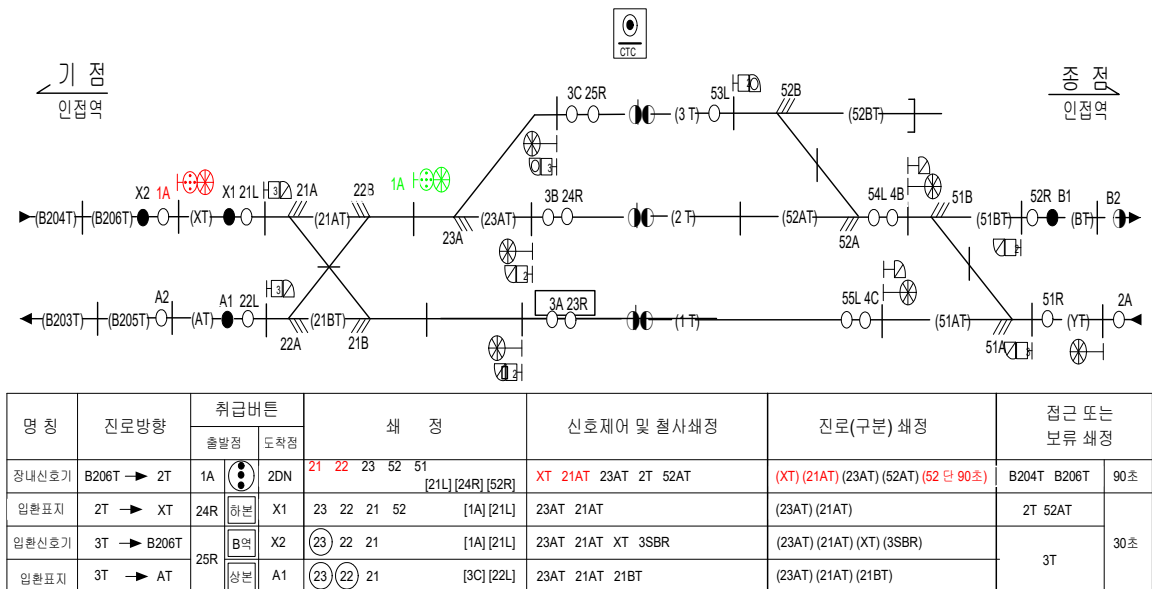 CTC
기 점
인접역
종 점
인접역
3C 25R
(3 T)
53L
52B
(52BT)
X2 1A
X1 21L
3
21A
22B
1A
3
3B 24R
54L 4B
51B
52R B1
B2
(B204T)
(B206T)
(XT)
(21AT)
23A
(23AT)
(2 T)
(52AT)
52A
(51BT)
(BT)
2
2
A2
A1 22L
3
3A 23R
55L 4C
51R
2A
(B203T)
(B205T)
(AT)
22A
(21BT)
21B
(1 T)
(51AT)
51A
(YT)
2
명 칭 진로방향 취급버튼 쇄 정 신호제어 및 철사쇄정 진로(구분) 쇄정 접근 또는 보류 쇄정
출발점 도착점
장내신호기 B206T 2T 1A 2DN 21 22 23 52 51 [21L] [24R] [52R] XT 21AT 23AT 2T 52AT (XT) (21AT) (23AT) (52AT) (52 단 90초) B204T B206T 90초
입환표지 2T XT 24R 하본 X1 23 22 21 52 [1A] [21L] 23AT 21AT (23AT) (21AT) 2T 52AT 30초
입환신호기 3T B206T 25R B역 X2 23 22 21 [1A] [21L] 23AT 21AT XT 3SBR (23AT) (21AT) (XT) (3SBR) 3T
입환표지 3T AT 상본 A1 23 22 21 [3C] [22L] 23AT 21AT 21BT (23AT) (21AT) (21BT)